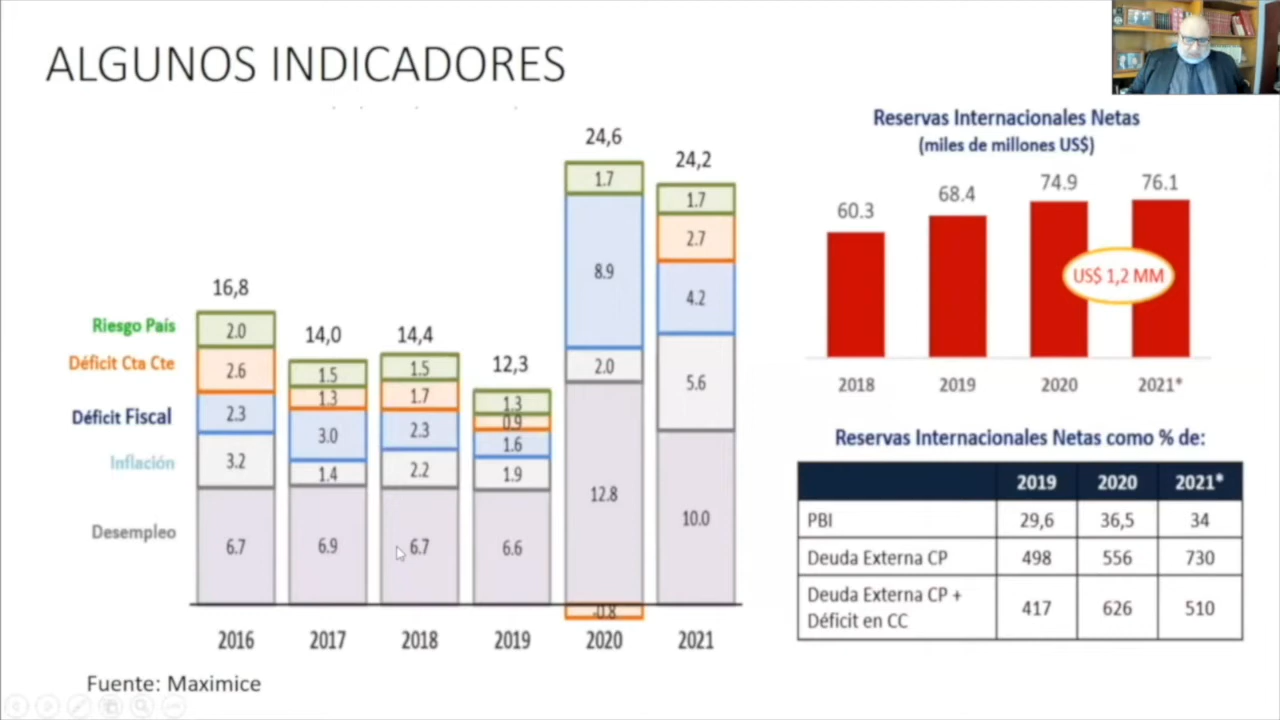 ALGUNOS INDICADORES
24,6
24,2
16,8
14,0
14,4
12,3
Riesgo País
Déficit Cta Cte
Déficit Fiscal
Inflación
Desempleo
2.0
2.6
2.3
3.2
6.7
1.5
1.3
3.0
1.4
6.9
1.5
1.7
2.3
2.2
6.7
1.3
0.9
1.6
1.9
6.6
1.7
8.9
2.0
12.8
-0.8
1.7
2.7
4.2
5.6
10.0
2016 2017 2018 2019 2020 2021
Fuente: Maximice
Reservas Internacionales Netas
(miles de millones US$)
60.3 68.4 74.9 76.1
US$ 1,2 MM
2018 2019 2020 2021*
Reservas Internacionales Netas como % de:
2019 2020 2021*
PBI 29,6 36,5 34
Deuda Externa CP 498 556 730
Deuda Externa CP +
Déficit en CC 417 626 510